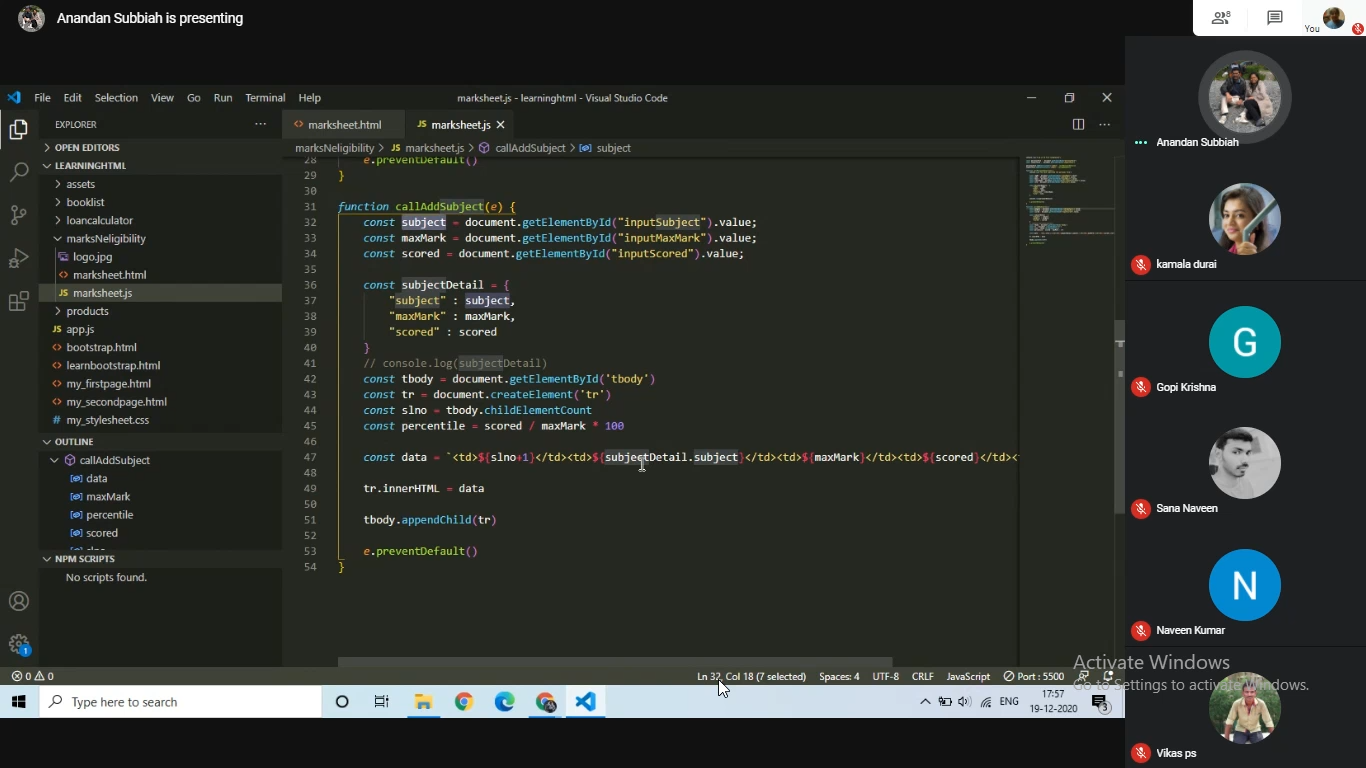 Anandan Subbiah is presenting
8
You
File Edit Selection View Go Run Terminal Help
marksheet.js - learninghtml - Visual Studio Code
EXPLORER
OPEN EDITORS
LEARNINGHTML
assets
booklist
loancalculator
marksNeligibility
logo.jpg
<> marksheet.html
JS marksheet.js
products
JS app.js
<> bootstrap.html
<> learnbootstrap.html
<> my_firstpage.html
<> my_secondpage.html
# my_stylesheet.css
OUTLINE
callAddSubject
data
maxMark
percentile
scored
NPM SCRIPTS
No scripts found.
<> marksheet.html JS marksheet.js
marksNeligibility > JS marksheet.js > callAddSubject > subject
28 e.preventDefault()
29 }
30
31 function callAddSubject(e) {
32 const subject = document.getElementById("inputSubject").value;
33 const maxMark = document.getElementById("inputMaxMark").value;
34 const scored = document.getElementById("inputScored").value;
35
36 const subjectDetail = {
37 "subject" : subject,
38 "maxMark" : maxMark,
39 "scored" : scored
40 }
41 // console.log(subjectDetail)
42 const tbody = document.getElementById('tbody')
43 const tr = document.createElement('tr')
44 const slno = tbody.childElementCount
45 const percentile = scored / maxMark * 100
46
47 const data = `<td>${slno+1}</td><td>${subjectDetail.subject}</td><td>${maxMark}</td><td>${scored}</td><
48
49 tr.innerHTML = data
50
51 tbody.appendChild(tr)
52
53 e.preventDefault()
54 }
1
0 0
Ln 32, Col 18 (7 selected) Spaces: 4 UTF-8 CRLF JavaScript Port : 5500
Type here to search
ENG
17:57
19-12-2020
3
Anandan Subbiah
kamala durai
G
Gopi Krishna
Sana Naveen
N
Naveen Kumar
Activate Windows
Go to Settings to activate Windows.
Vikas ps